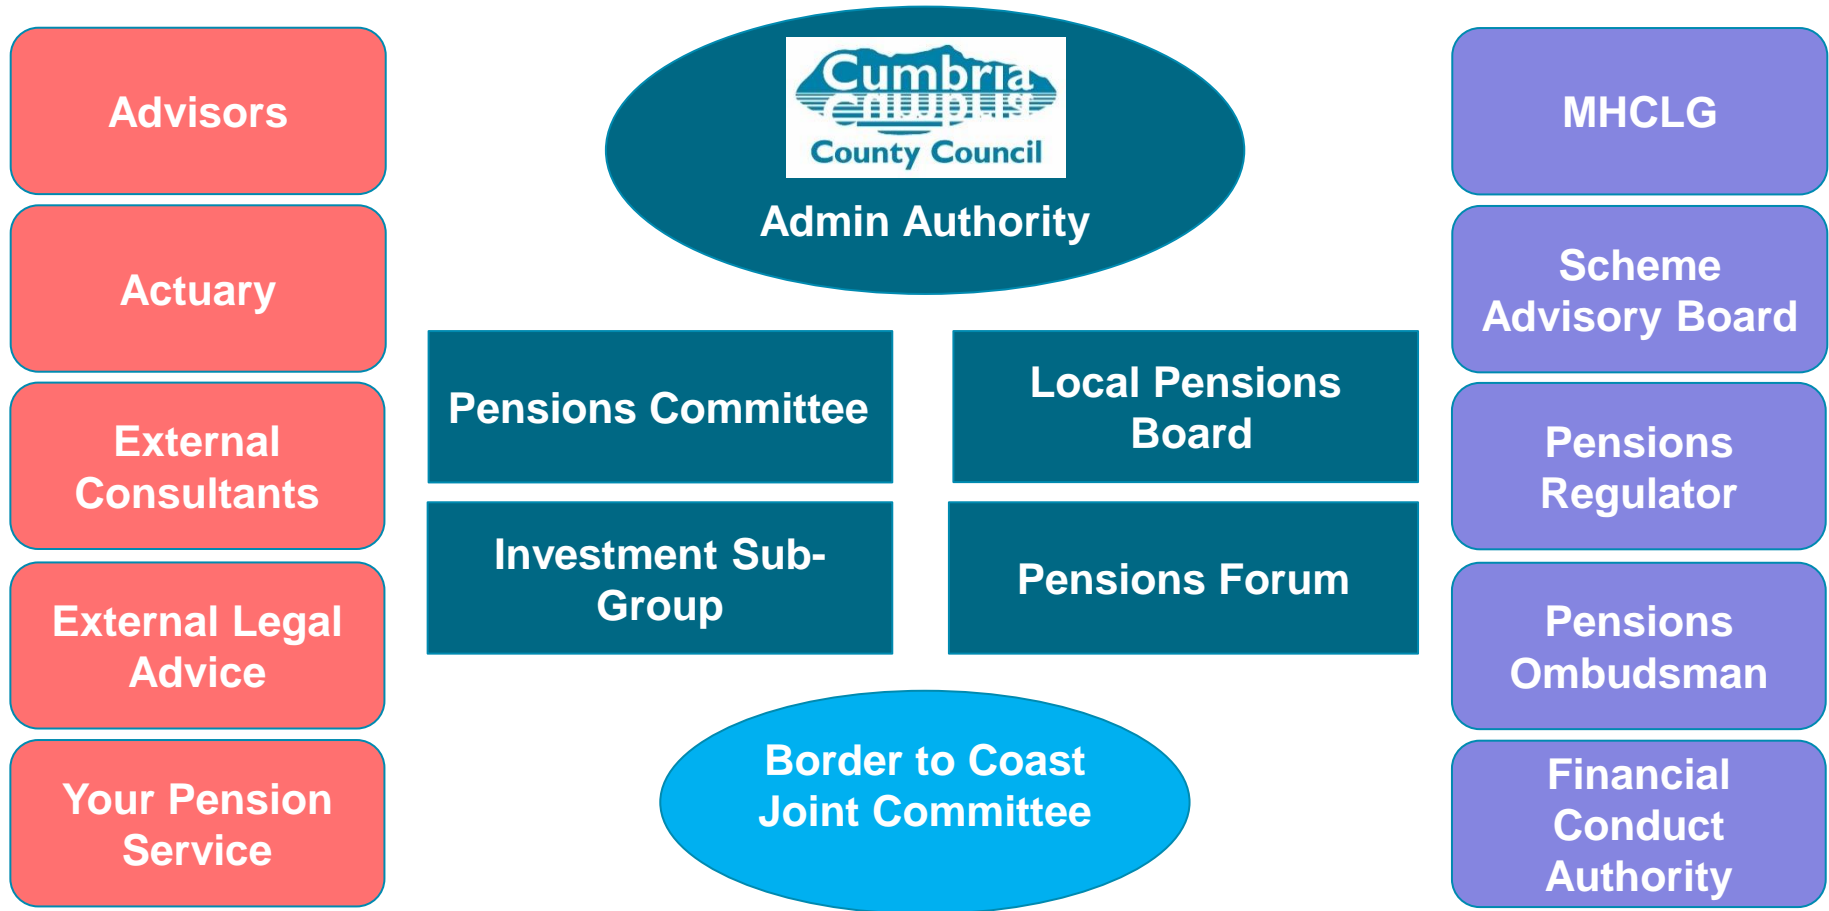 Advisors
Actuary
External
Consultants
External Legal
Advice
Your Pension
Service
Cumbria
County Council
Admin Authority
Pensions Committee
Local Pensions
Board
Investment Sub-
Group
Pensions Forum
Border to Coast
Joint Committee
MHCLG
Scheme
Advisory Board
Pensions
Regulator
Pensions
Ombudsman
Financial
Conduct
Authority